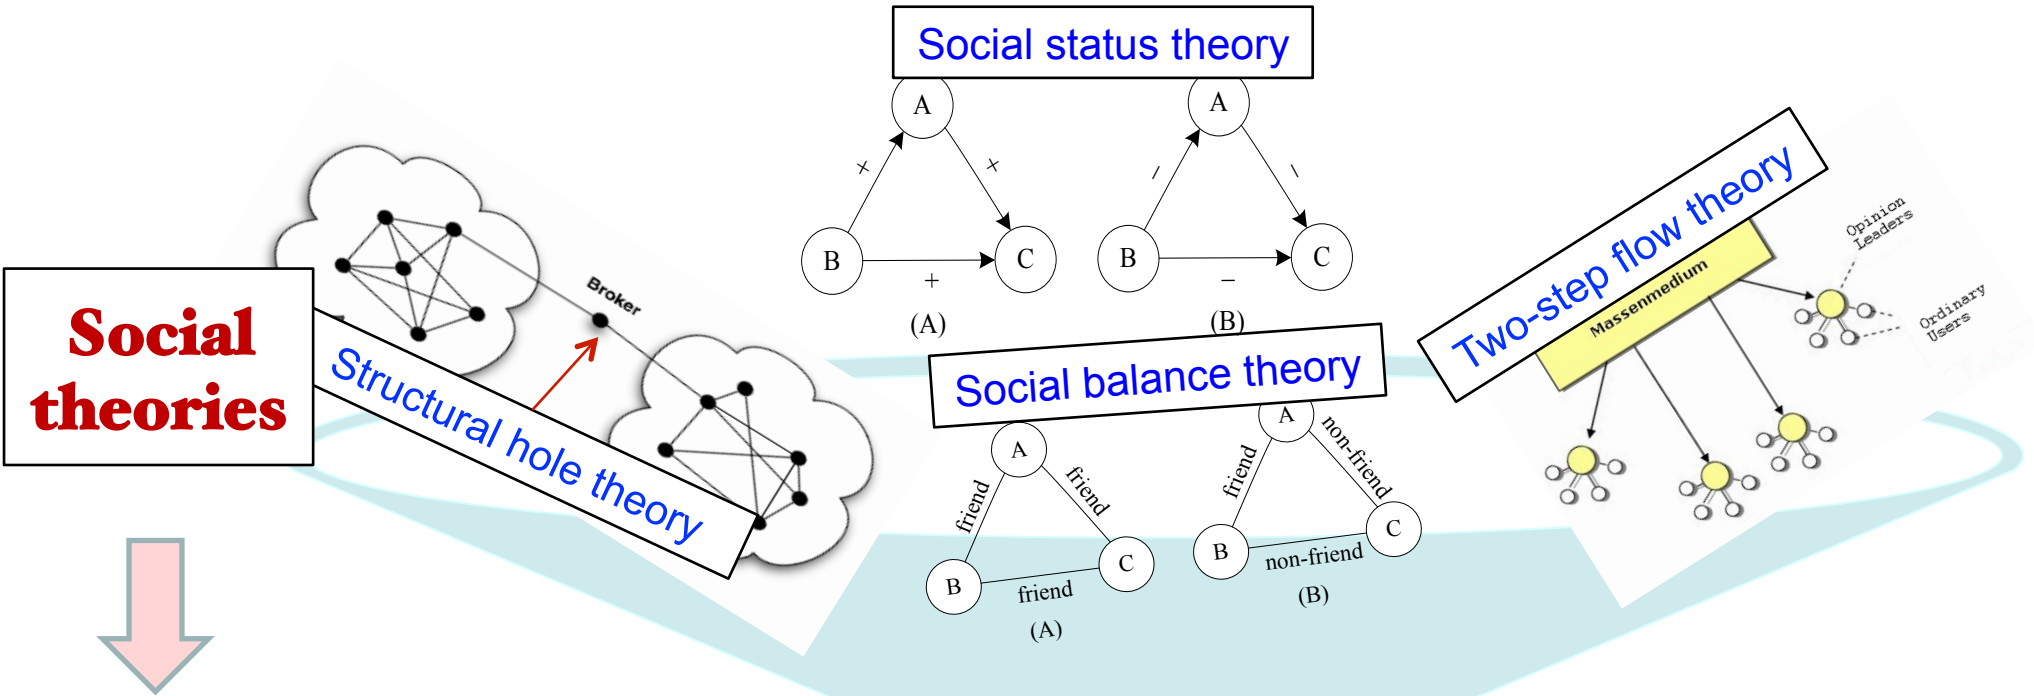 Social status theory
A
A
+
+
−
−
B
C
B
C
+
−
(A)
(B)
Social
theories
Broker
Structural hole theory
Social balance theory
A
A
friend
friend
friend
non-friend
B
C
B
C
friend
non-friend
(A)
(B)
Two-step flow theory
Massenmedium
Opinion
Leaders
Ordinary
Users